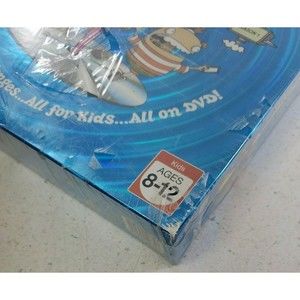 ...All for Kids....All on DVD!
Kids
AGES
8-12